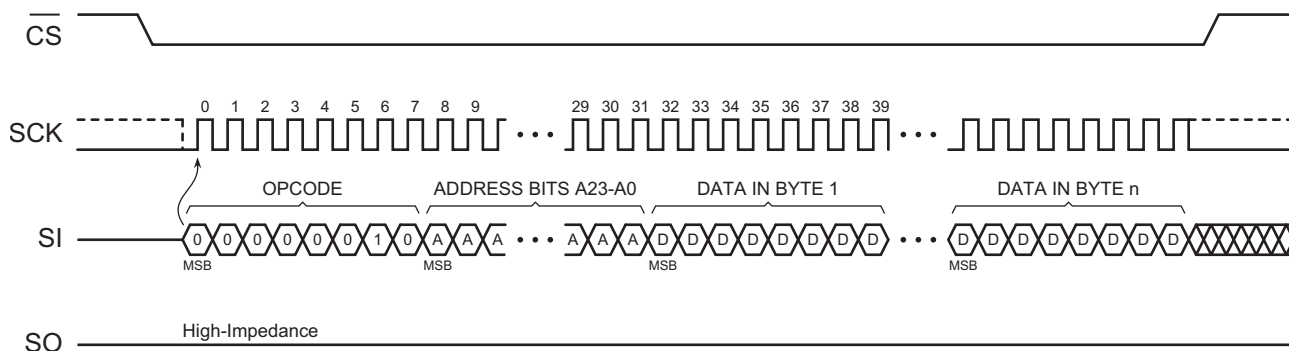 CS
SCK
0 1 2 3 4 5 6 7 8 9 29 30 31 32 33 34 35 36 37 38 39
OPCODE ADDRESS BITS A23-A0 DATA IN BYTE 1 DATA IN BYTE n
SI
0 0 0 0 0 0 1 0 A A A A A A D D D D D D D D D D D D D D D D
MSB MSB MSB MSB
High-Impedance
SO